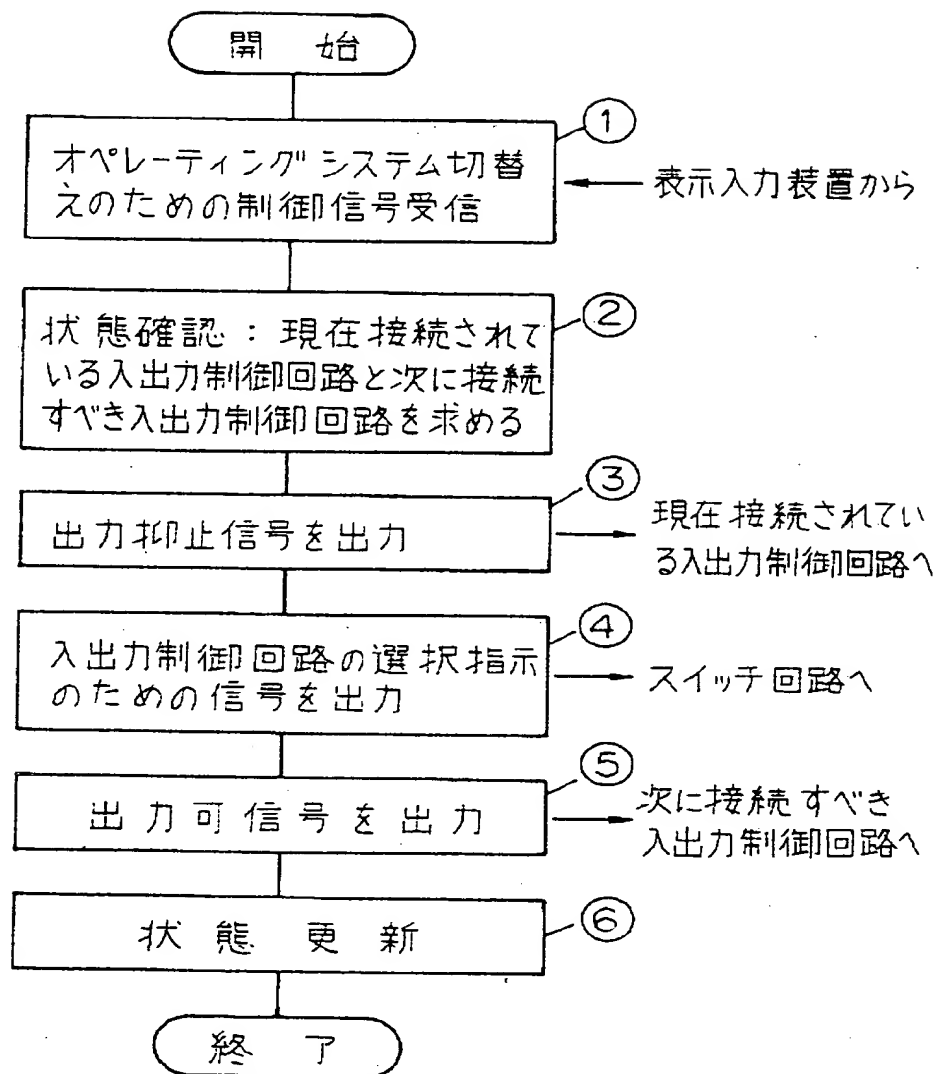 開始
①
オペレーティングシステム切替
えのための制御信号受信
表示入力装置から
②
状態確認：現在接続されて
いる入出力制御回路と次に接続
すべき入出力制御回路を求める
③
出力抑止信号を出力
現在接続されてい
る入出力制御回路へ
④
入出力制御回路の選択指示
のための信号を出力
スイッチ回路へ
⑤
出力可信号を出力
次に接続すべき
入出力制御回路へ
⑥
状態更新
終了